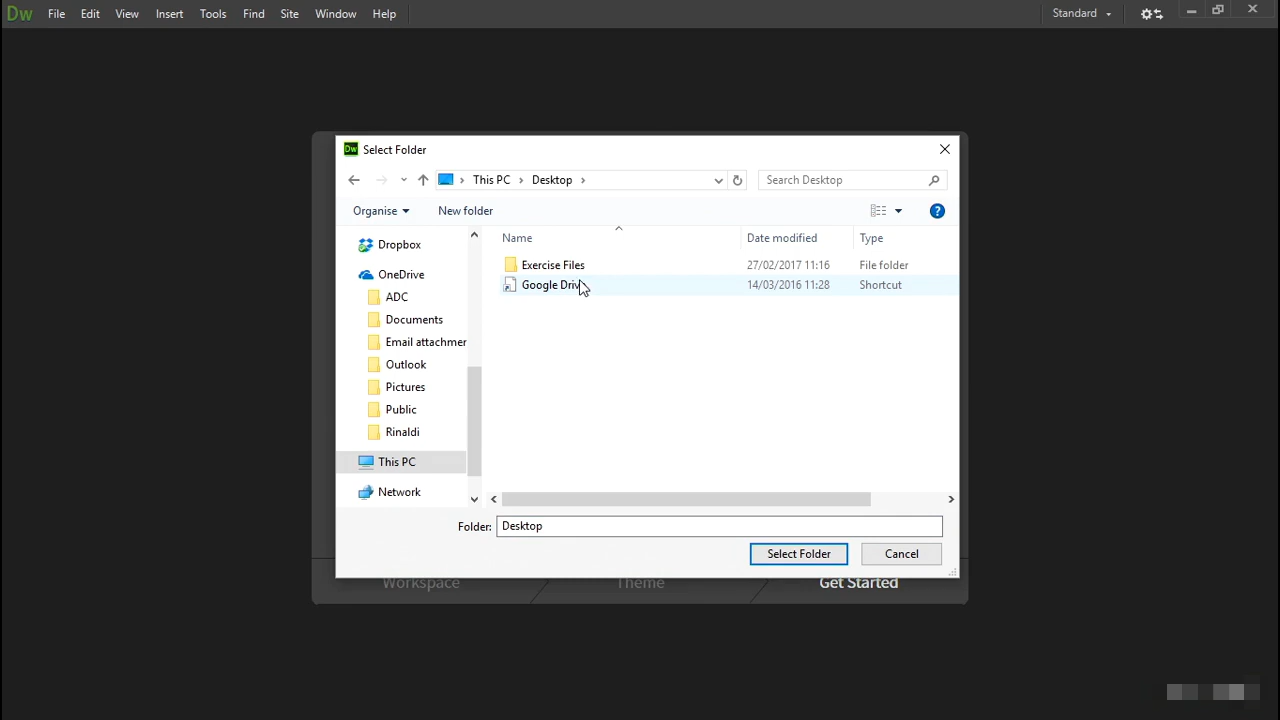 Dw File Edit View Insert Tools Find Site Window Help Standard
Dw Select Folder
This PC > Desktop > Search Desktop
Organise New folder ?
Name Date modified Type
Dropbox
OneDrive
ADC
Documents
Email attachmer
Outlook
Pictures
Public
Rinaldi
This PC
Network
Exercise Files 27/02/2017 11:16 File folder
Google Driv 14/03/2016 11:28 Shortcut
Folder: Desktop
Select Folder Cancel
Workspace Theme Get Started